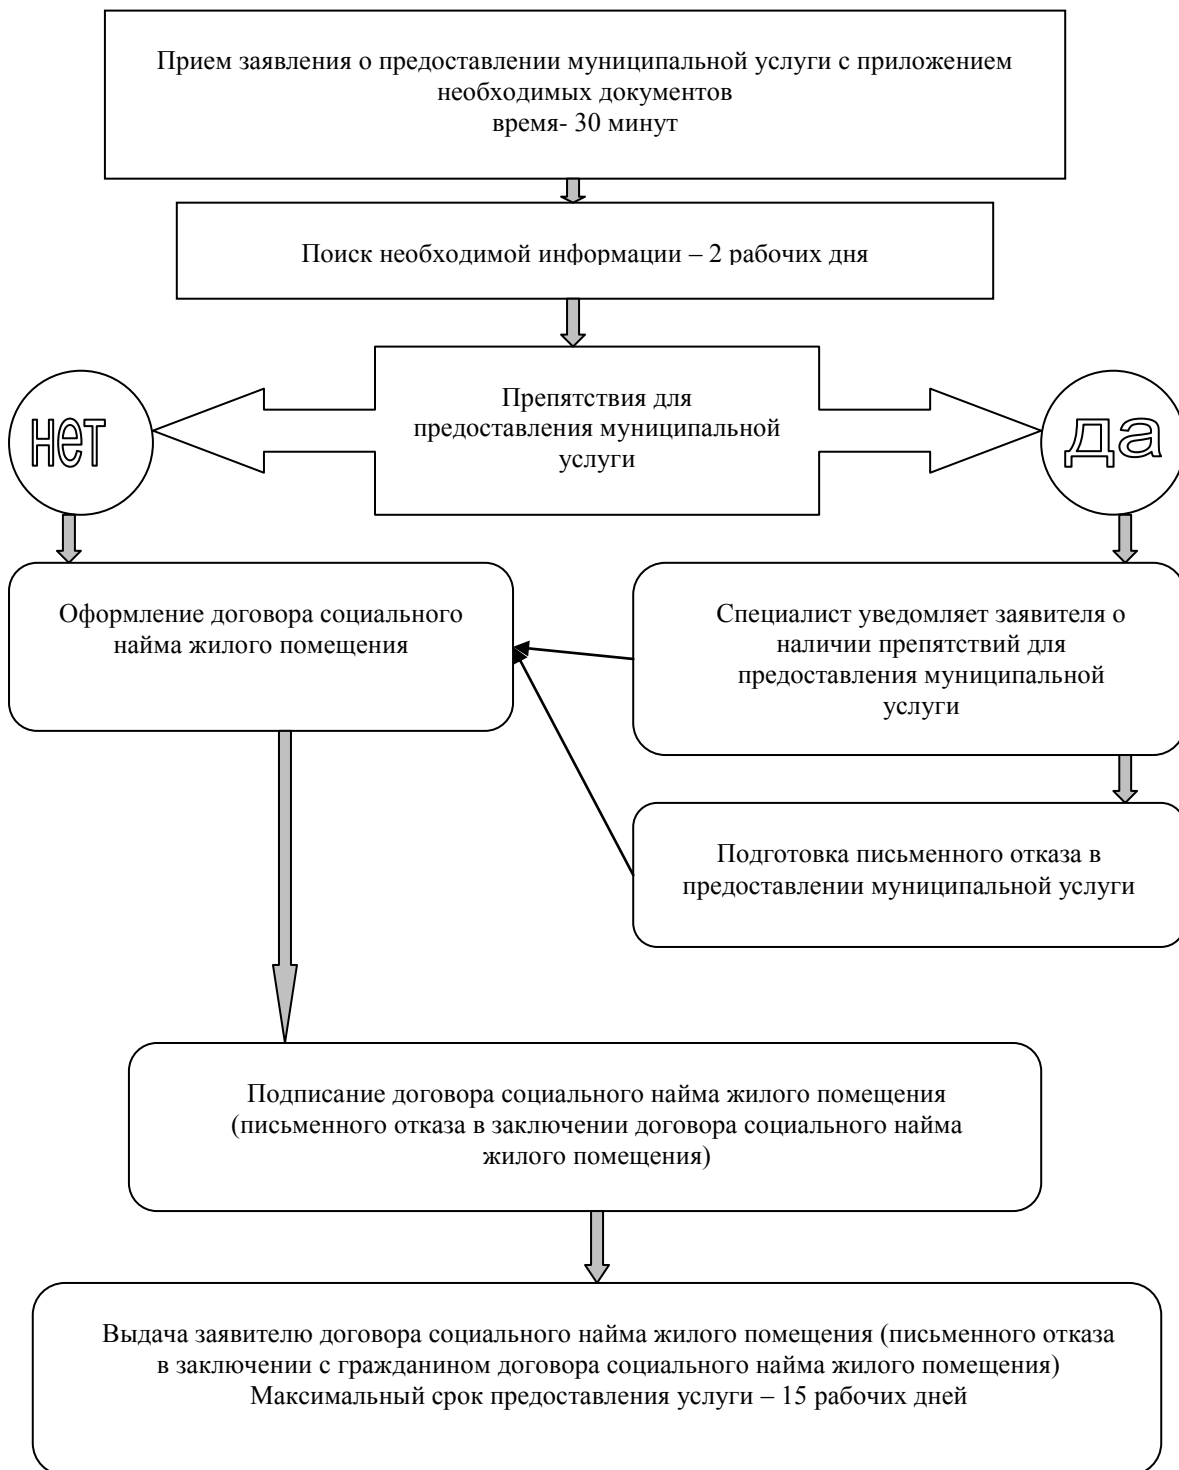 Прием заявления о предоставлении муниципальной услуги с приложением
необходимых документов
время- 30 минут
Поиск необходимой информации – 2 рабочих дня
Препятствия для
предоставления муниципальной
услуги
нет
да
Оформление договора социального
найма жилого помещения
Специалист уведомляет заявителя о
наличии препятствий для
предоставления муниципальной
услуги
Подготовка письменного отказа в
предоставлении муниципальной услуги
Подписание договора социального найма жилого помещения
(письменного отказа в заключении договора социального найма
жилого помещения)
Выдача заявителю договора социального найма жилого помещения (письменного отказа
в заключении с гражданином договора социального найма жилого помещения)
Максимальный срок предоставления услуги – 15 рабочих дней